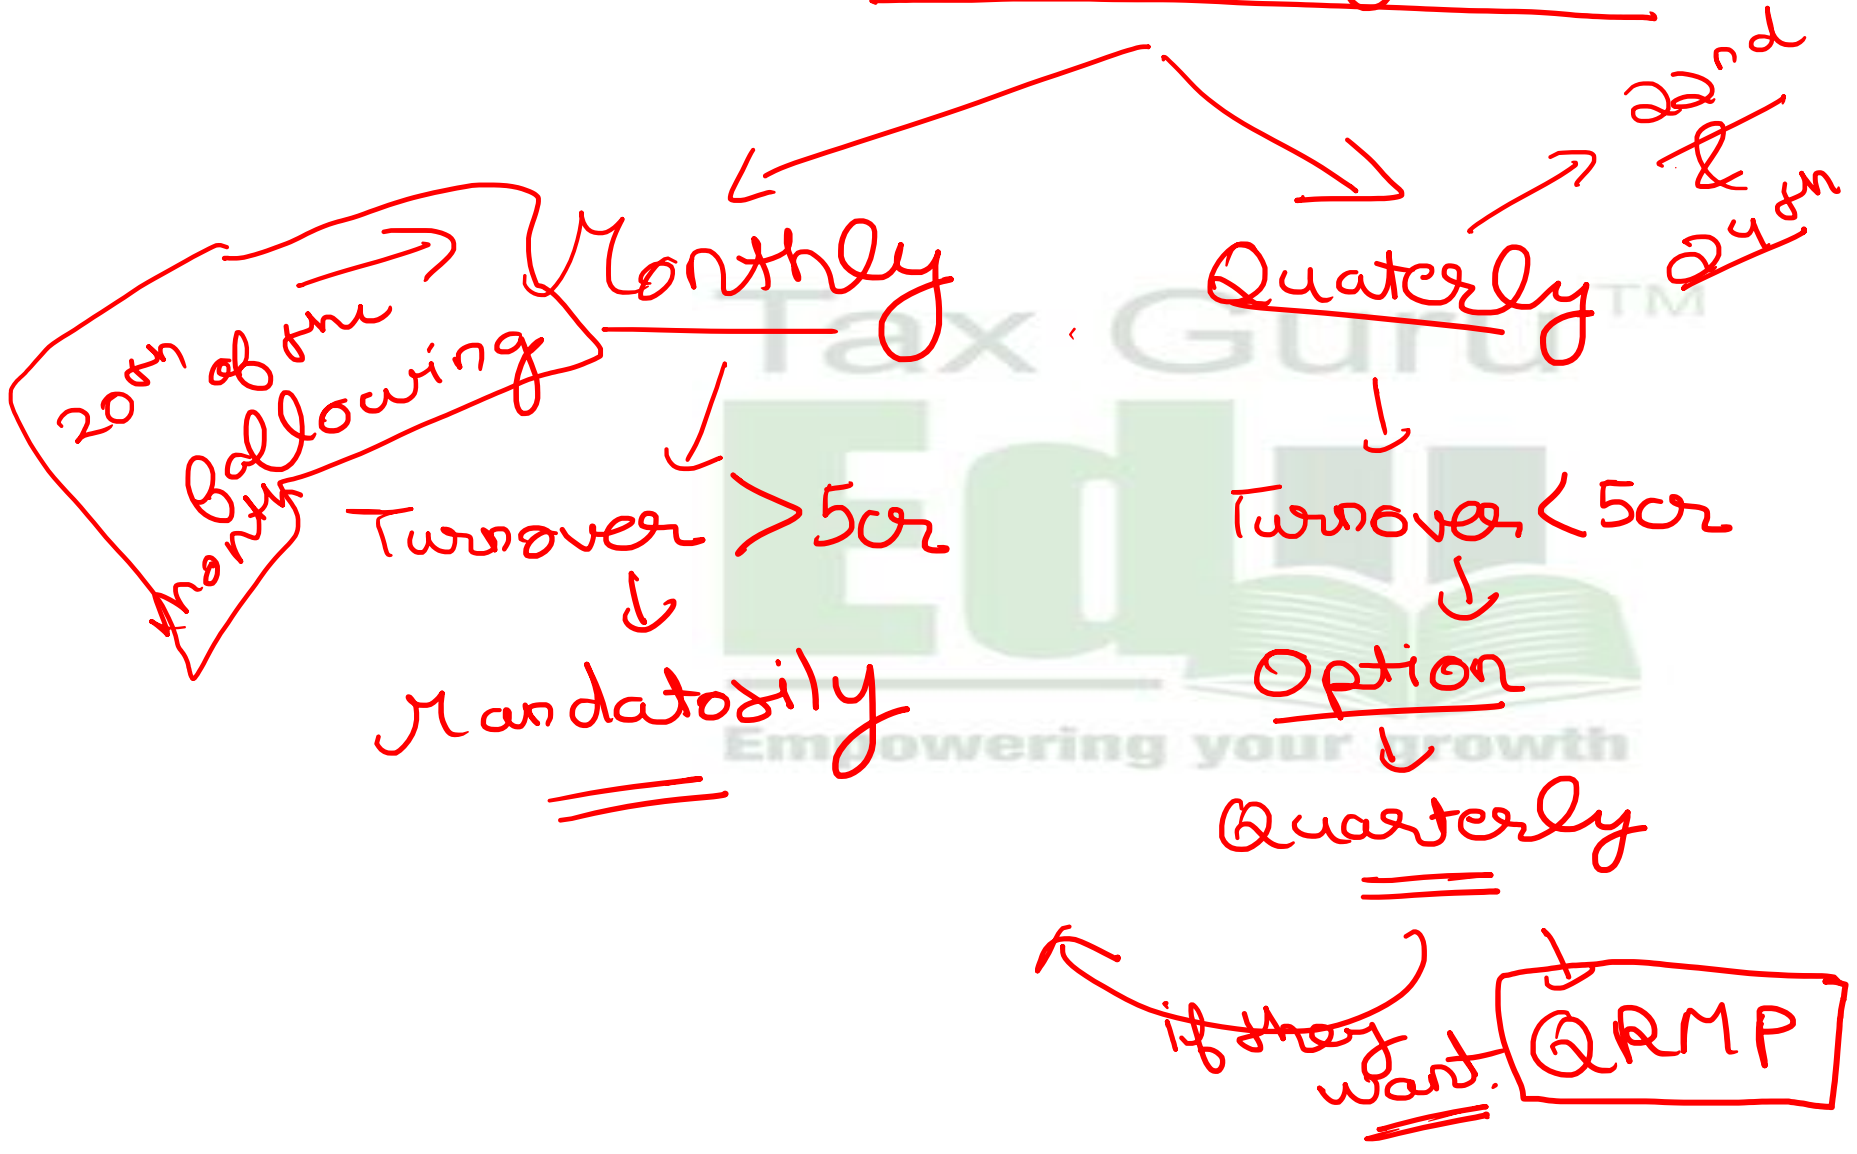 22nd
&
24th
Monthly
Quaterly
20th of the
following
month
Tax Guru™
Edu
Turnover > 5cr
Turnover < 5cr
Mandatorily
Option
Empowering your growth
Quarterly
if they
want.
QRMP